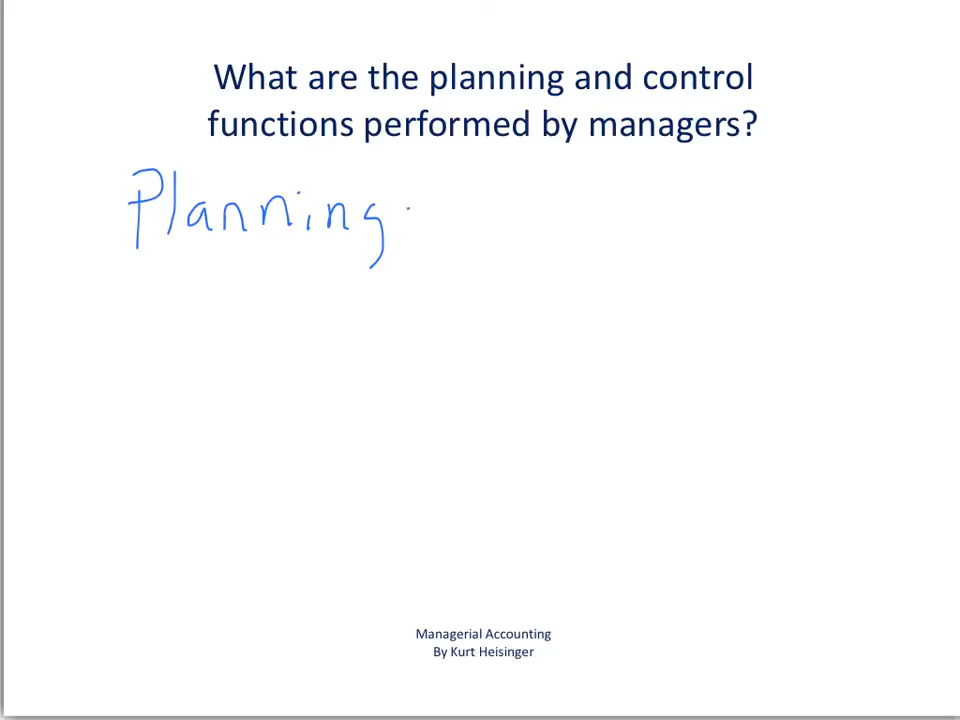 What are the planning and control
functions performed by managers?
Planning
Managerial Accounting
By Kurt Heisinger